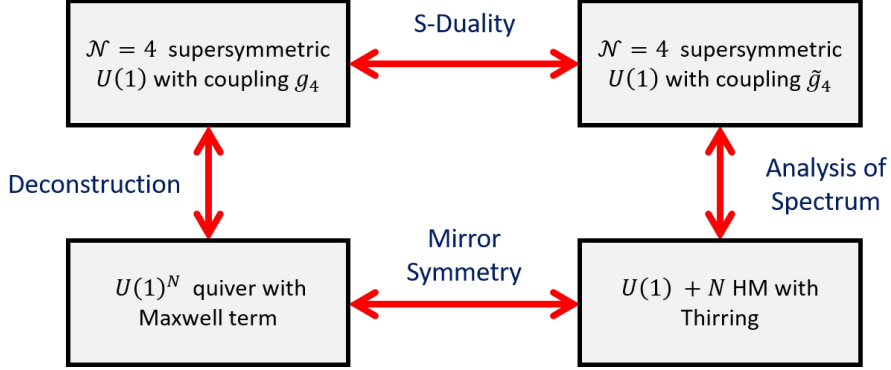 S-Duality
𝒩 = 4 supersymmetric
U(1) with coupling g₄
𝒩 = 4 supersymmetric
U(1) with coupling g̃₄
Deconstruction
Analysis of
Spectrum
Mirror
Symmetry
U(1)ᴺ quiver with
Maxwell term
U(1) + N HM with
Thirring